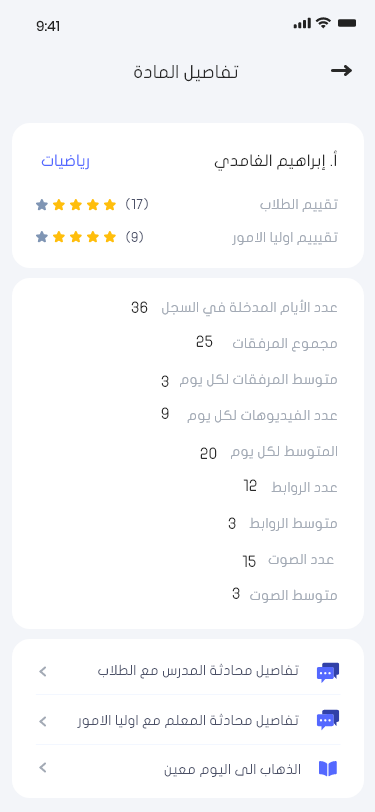 9:41
تفاصيل المادة
أ. إبراهيم الغامدي رياضيات
تقييم الطلاب (17)
تقيييم اوليا الامور (9)
عدد الأيام المدخلة في السجل 36
مجموع المرفقات 25
متوسط المرفقات لكل يوم 3
عدد الفيديوهات لكل يوم 9
المتوسط لكل يوم 20
عدد الروابط 12
متوسط الروابط 3
عدد الصوت 15
متوسط الصوت 3
تفاصيل محادثة المدرس مع الطلاب
تفاصيل محادثة المعلم مع اوليا الامور
الذهاب الى اليوم معين